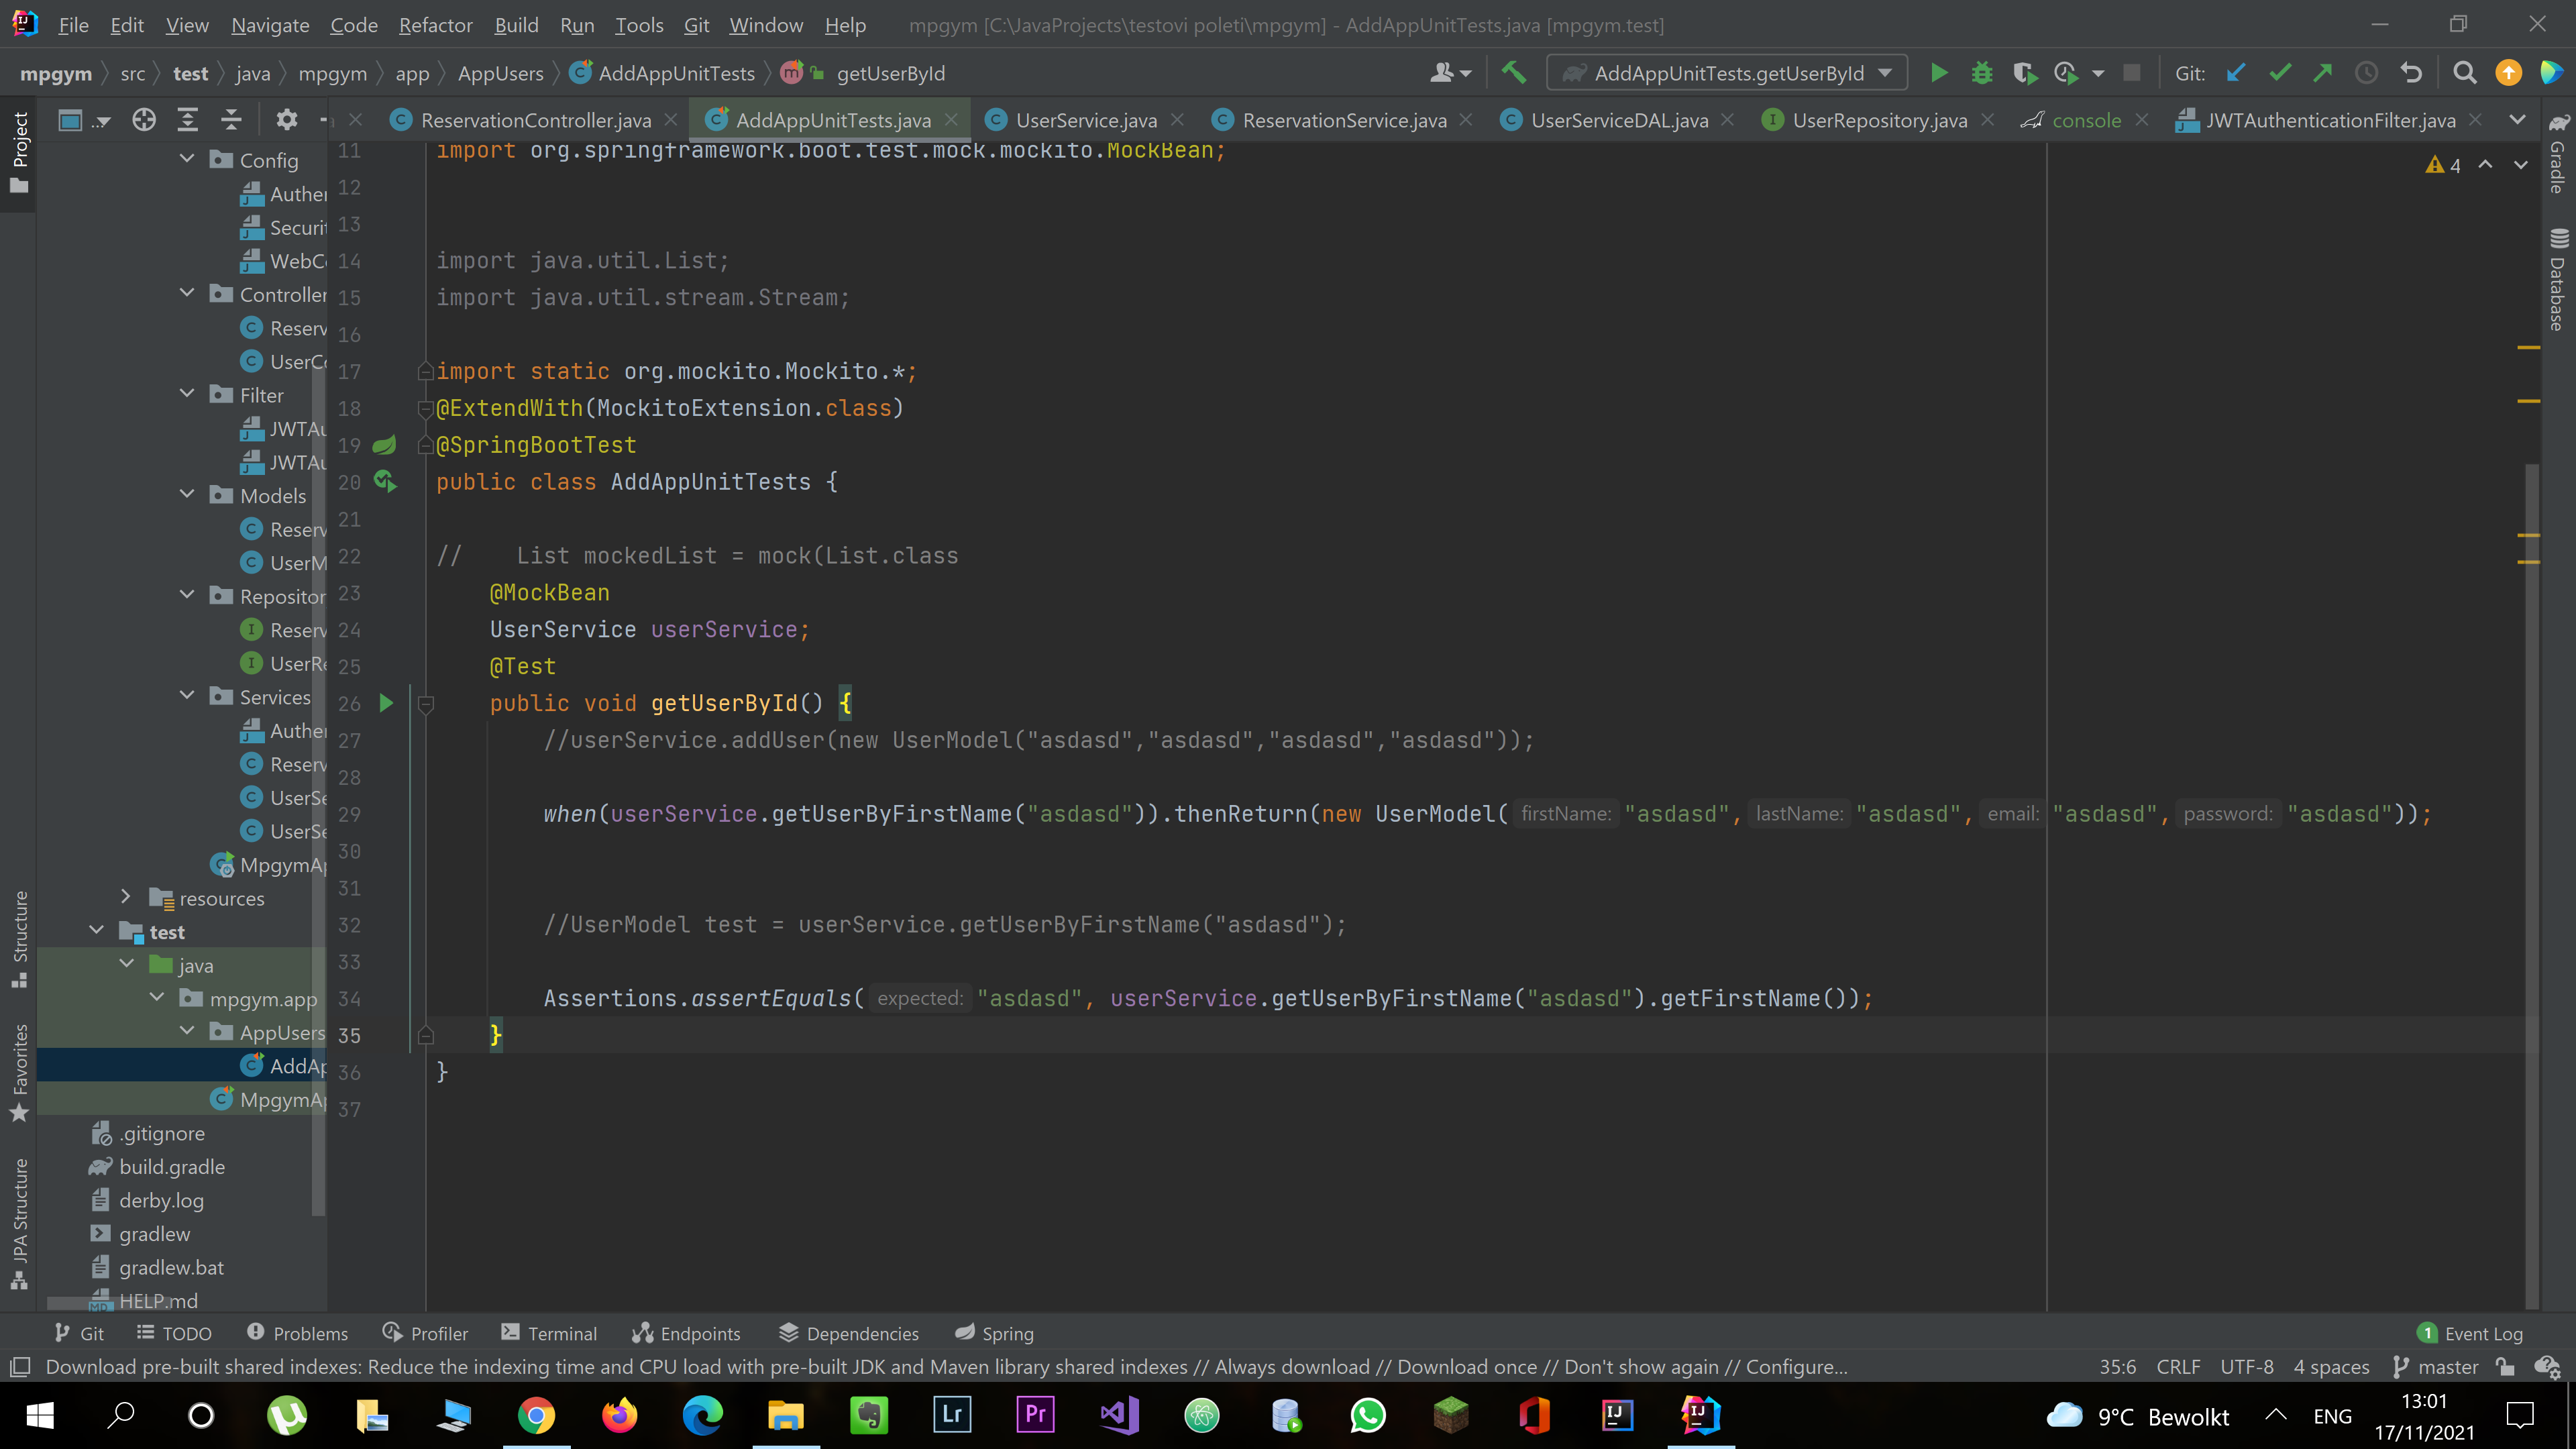 File Edit View Navigate Code Refactor Build Run Tools Git Window Help mpgym [C:\JavaProjects\testovi poleti\mpgym] - AddAppUnitTests.java [mpgym.test]
mpgym src test java mpgym app AppUsers AddAppUnitTests getUserById AddAppUnitTests.getUserById Git:
ReservationController.java AddAppUnitTests.java UserService.java ReservationService.java UserServiceDAL.java UserRepository.java console JWTAuthenticationFilter.java
Project
Structure
Favorites
JPA Structure
Gradle
Database
Config
Authe
Securit
WebCo
Controller
Reserv
UserCo
Filter
JWTAu
JWTAu
Models
Reserv
UserM
Repositor
Reserv
UserRe
Services
Auther
Reserv
UserSe
UserSe
MpgymAp
resources
test
java
mpgym.app
AppUsers
AddAp
MpgymAp
.gitignore
build.gradle
derby.log
gradlew
gradlew.bat
HELP.md
4
11 import org.springframework.boot.test.mock.mockito.MockBean;
12
13
14 import java.util.List;
15 import java.util.stream.Stream;
16
17 import static org.mockito.Mockito.*;
18 @ExtendWith(MockitoExtension.class)
19 @SpringBootTest
20 public class AddAppUnitTests {
21
22 // List mockedList = mock(List.class
23 @MockBean
24 UserService userService;
25 @Test
26 public void getUserById() {
27 //userService.addUser(new UserModel("asdasd","asdasd","asdasd","asdasd"));
28
29 when(userService.getUserByFirstName("asdasd")).thenReturn(new UserModel( firstName: "asdasd", lastName: "asdasd", email: "asdasd", password: "asdasd"));
30
31
32 //UserModel test = userService.getUserByFirstName("asdasd");
33
34 Assertions.assertEquals( expected: "asdasd", userService.getUserByFirstName("asdasd").getFirstName());
35 }
36 }
37
Git TODO Problems Profiler Terminal Endpoints Dependencies Spring 1 Event Log
Download pre-built shared indexes: Reduce the indexing time and CPU load with pre-built JDK and Maven library shared indexes // Always download // Download once // Don't show again // Configure... 35:6 CRLF UTF-8 4 spaces master
Lr Pr IJ IJ 9°C Bewolkt ENG 13:01
17/11/2021